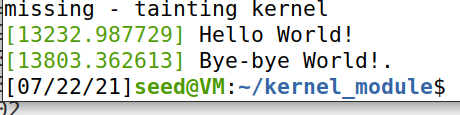 missing - tainting kernel
[13232.987729] Hello World!
[13803.362613] Bye-bye World!.
[07/22/21]seed@VM:~/kernel_module$